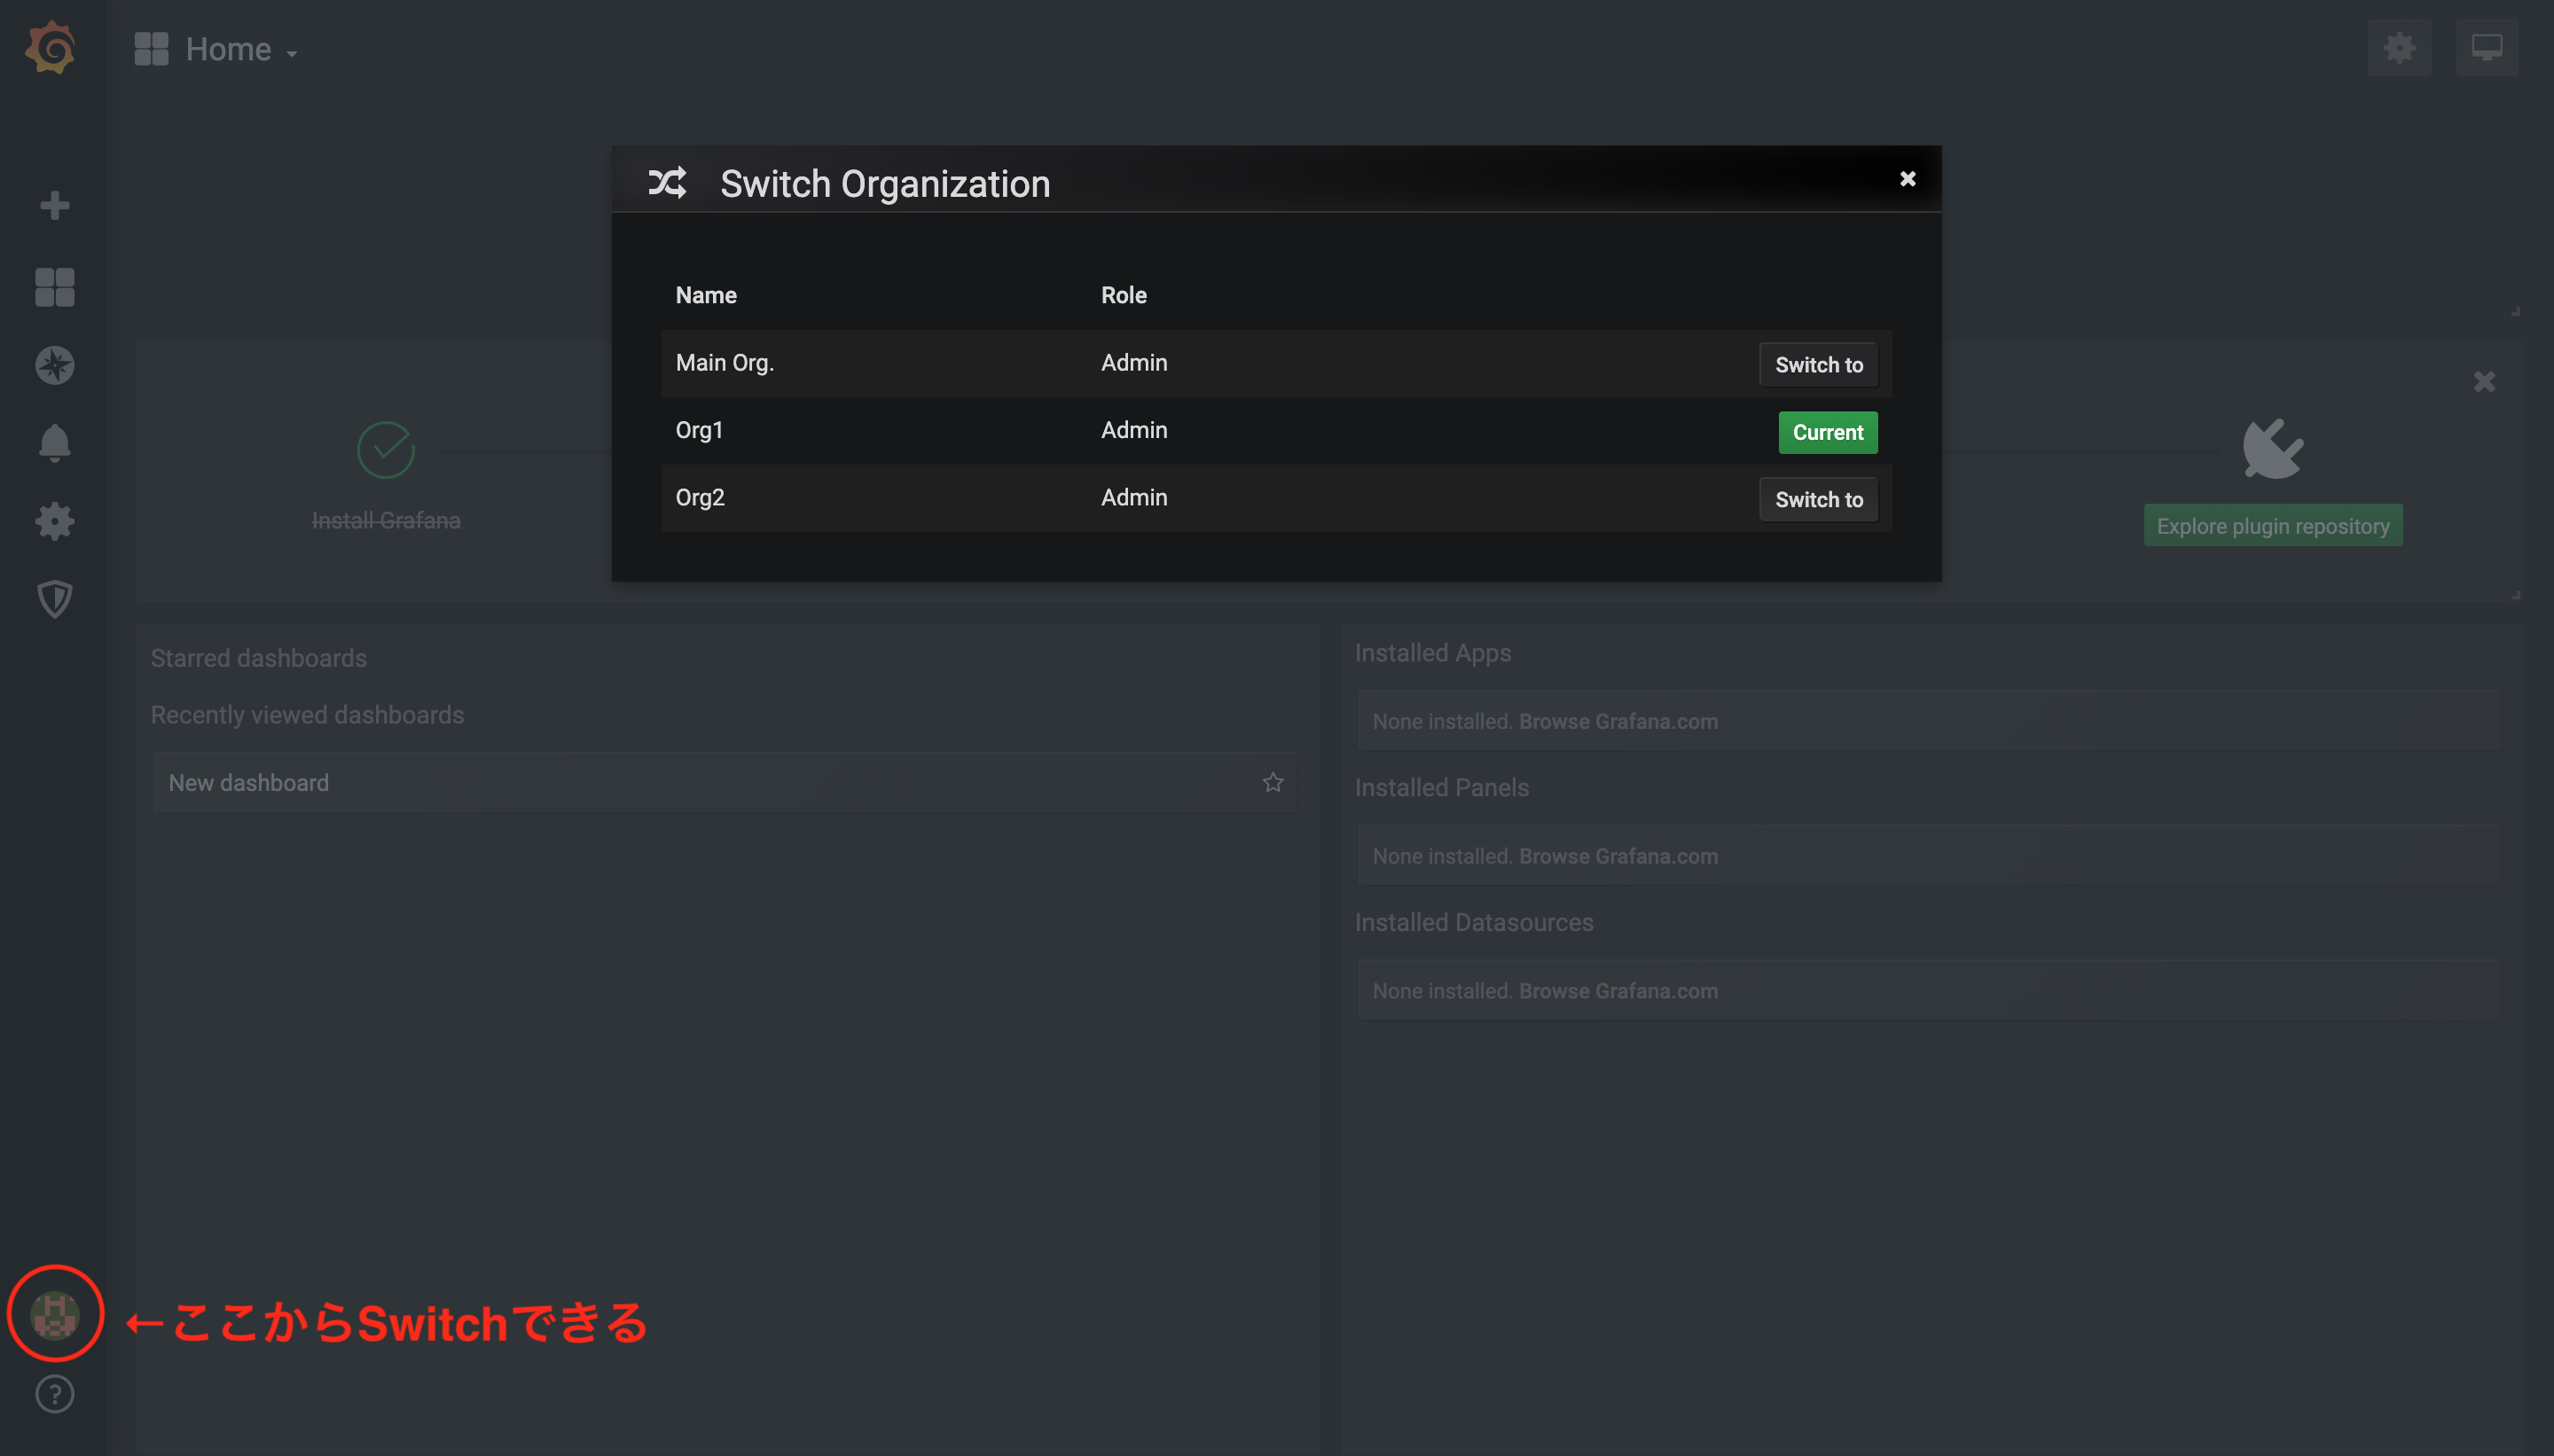 Home
Switch Organization
Name Role
Main Org. Admin Switch to
Org1 Admin Current
Org2 Admin Switch to
Install Grafana
Explore plugin repository
Starred dashboards
Recently viewed dashboards
New dashboard
Installed Apps
None installed. Browse Grafana.com
Installed Panels
None installed. Browse Grafana.com
Installed Datasources
None installed. Browse Grafana.com
←ここからSwitchできる
?